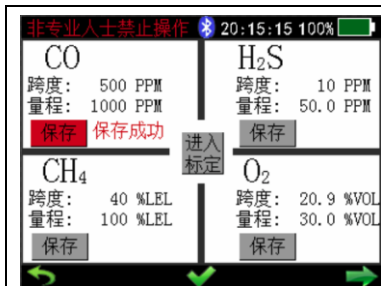 非专业人士禁止操作 20:15:15 100%
CO
跨度: 500 PPM
量程: 1000 PPM
保存 保存成功
H₂S
跨度: 10 PPM
量程: 50.0 PPM
保存
进入
标定
CH₄
跨度: 40 %LEL
量程: 100 %LEL
保存
O₂
跨度: 20.9 %VOL
量程: 30.0 %VOL
保存